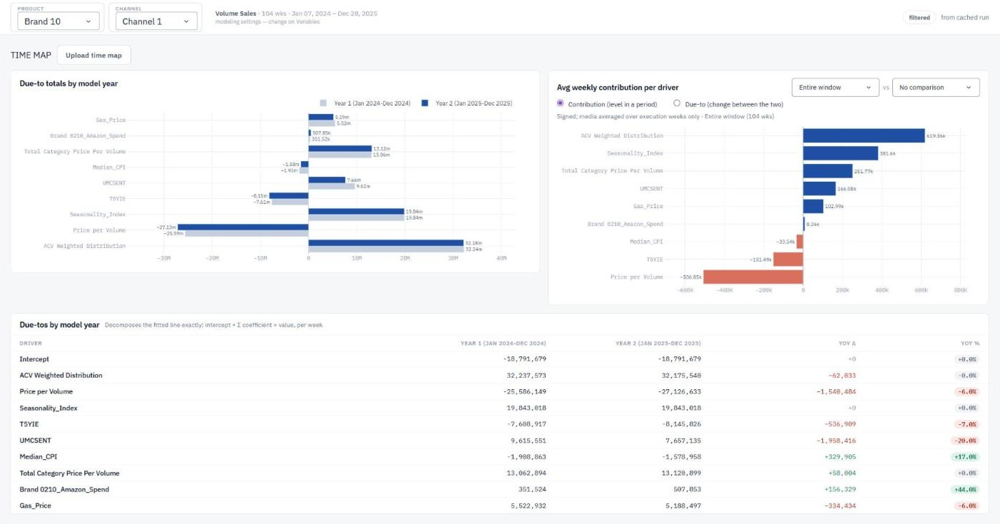 PRODUCT
Brand 10
CHANNEL
Channel 1
Volume Sales · 104 wks · Jan 07, 2024 – Dec 28, 2025
modeling settings — change on Variables
filtered
from cached run
TIME MAP
Upload time map
Due-to totals by model year
Year 1 (Jan 2024-Dec 2024)
Year 2 (Jan 2025-Dec 2025)
Gas_Price
5.19m
5.52m
Brand 0210_Amazon_Spend
507.85k
351.52k
Total Category Price Per Volume
13.12m
13.06m
Median_CPI
−1.58m
−1.91m
UMCSENT
7.66m
9.62m
T5YIE
−8.15m
−7.61m
Seasonality_Index
19.84m
19.84m
Price per Volume
−27.13m
−25.59m
ACV Weighted Distribution
32.18m
32.24m
−30M −20M −10M 0 10M 20M 30M 40M
Avg weekly contribution per driver
Entire window
vs
No comparison
Contribution (level in a period)
Due-to (change between the two)
Signed; media averaged over execution weeks only · Entire window (104 wks)
ACV Weighted Distribution
619.36k
Seasonality_Index
381.6k
Total Category Price Per Volume
251.77k
UMCSENT
166.08k
Gas_Price
102.99k
Brand 0210_Amazon_Spend
8.26k
Median_CPI
−33.54k
T5YIE
−151.49k
Price per Volume
−506.85k
−600k −400k −200k 0 200k 400k 600k 800k
Due-tos by model year
Decomposes the fitted line exactly: intercept + Σ coefficient × value, per week
DRIVER YEAR 1 (JAN 2024-DEC 2024) YEAR 2 (JAN 2025-DEC 2025) YOY Δ YOY %
Intercept -18,791,679 -18,791,679 +0 +0.0%
ACV Weighted Distribution 32,237,573 32,175,540 -62,033 -0.0%
Price per Volume -25,586,149 -27,126,633 -1,540,484 -6.0%
Seasonality_Index 19,843,018 19,843,018 +0 +0.0%
T5YIE -7,608,917 -8,145,826 -536,909 -7.0%
UMCSENT 9,615,551 7,657,135 -1,958,416 -20.0%
Median_CPI -1,908,863 -1,578,958 +329,905 +17.0%
Total Category Price Per Volume 13,062,894 13,120,899 +58,004 +0.0%
Brand 0210_Amazon_Spend 351,524 507,853 +156,329 +44.0%
Gas_Price 5,522,932 5,188,497 -334,434 -6.0%